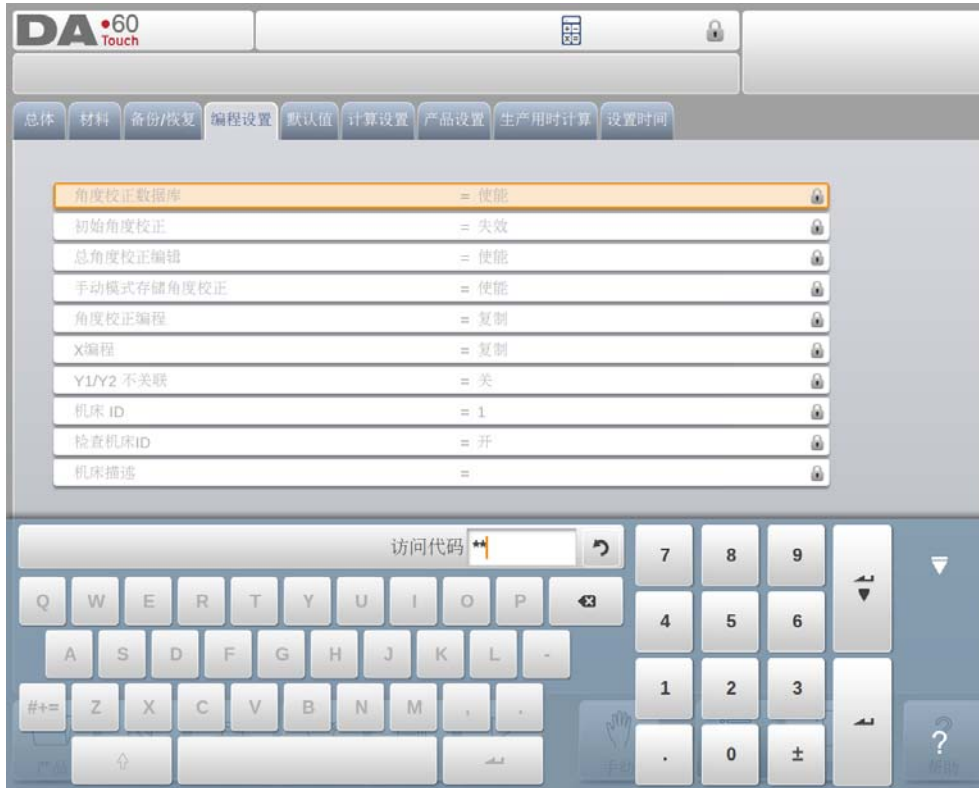 DA•60
Touch
总体 材料 备份/恢复 编程设置 默认值 计算设置 产品设置 生产用时计算 设置时间
角度校正数据库 = 使能
初始角度校正 = 失效
总角度校正编辑 = 使能
手动模式存储角度校正 = 使能
角度校正编程 = 复制
X编程 = 复制
Y1/Y2 不关联 = 关
机床 ID = 1
检查机床ID = 开
机床描述 =
访问代码 **
7 8 9
Q W E R T Y U I O P
4 5 6
A S D F G H J K L -
1 2 3
#+= Z X C V B N M , .
. 0 ±
产品 手动 ? 帮助